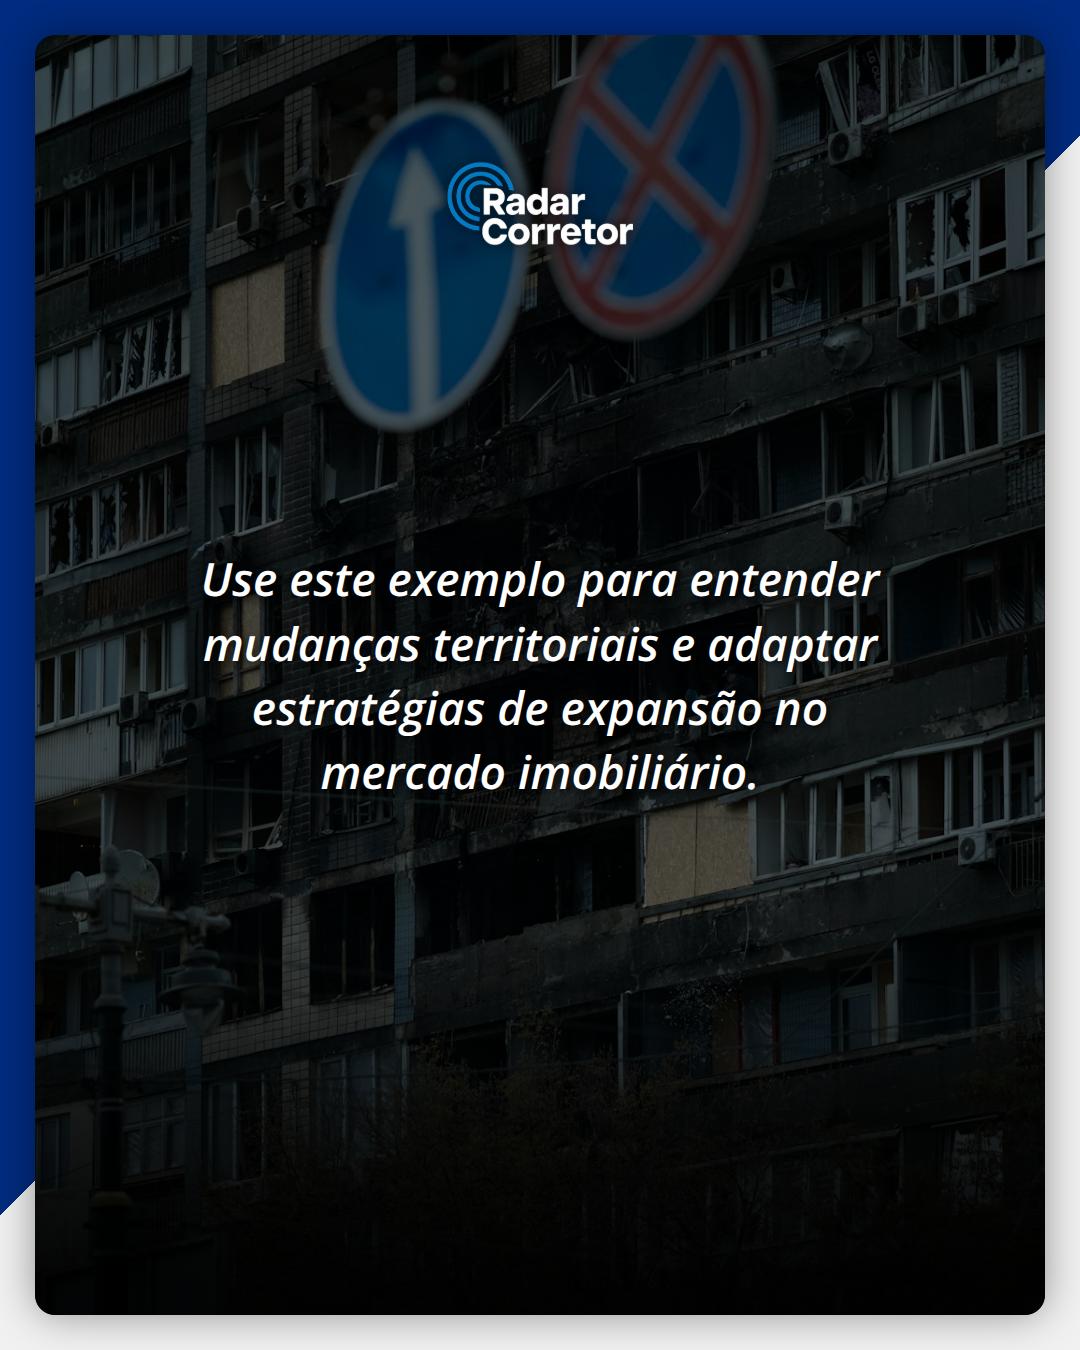 Radar
Corretor
Use este exemplo para entender
mudanças territoriais e adaptar
estratégias de expansão no
mercado imobiliário.